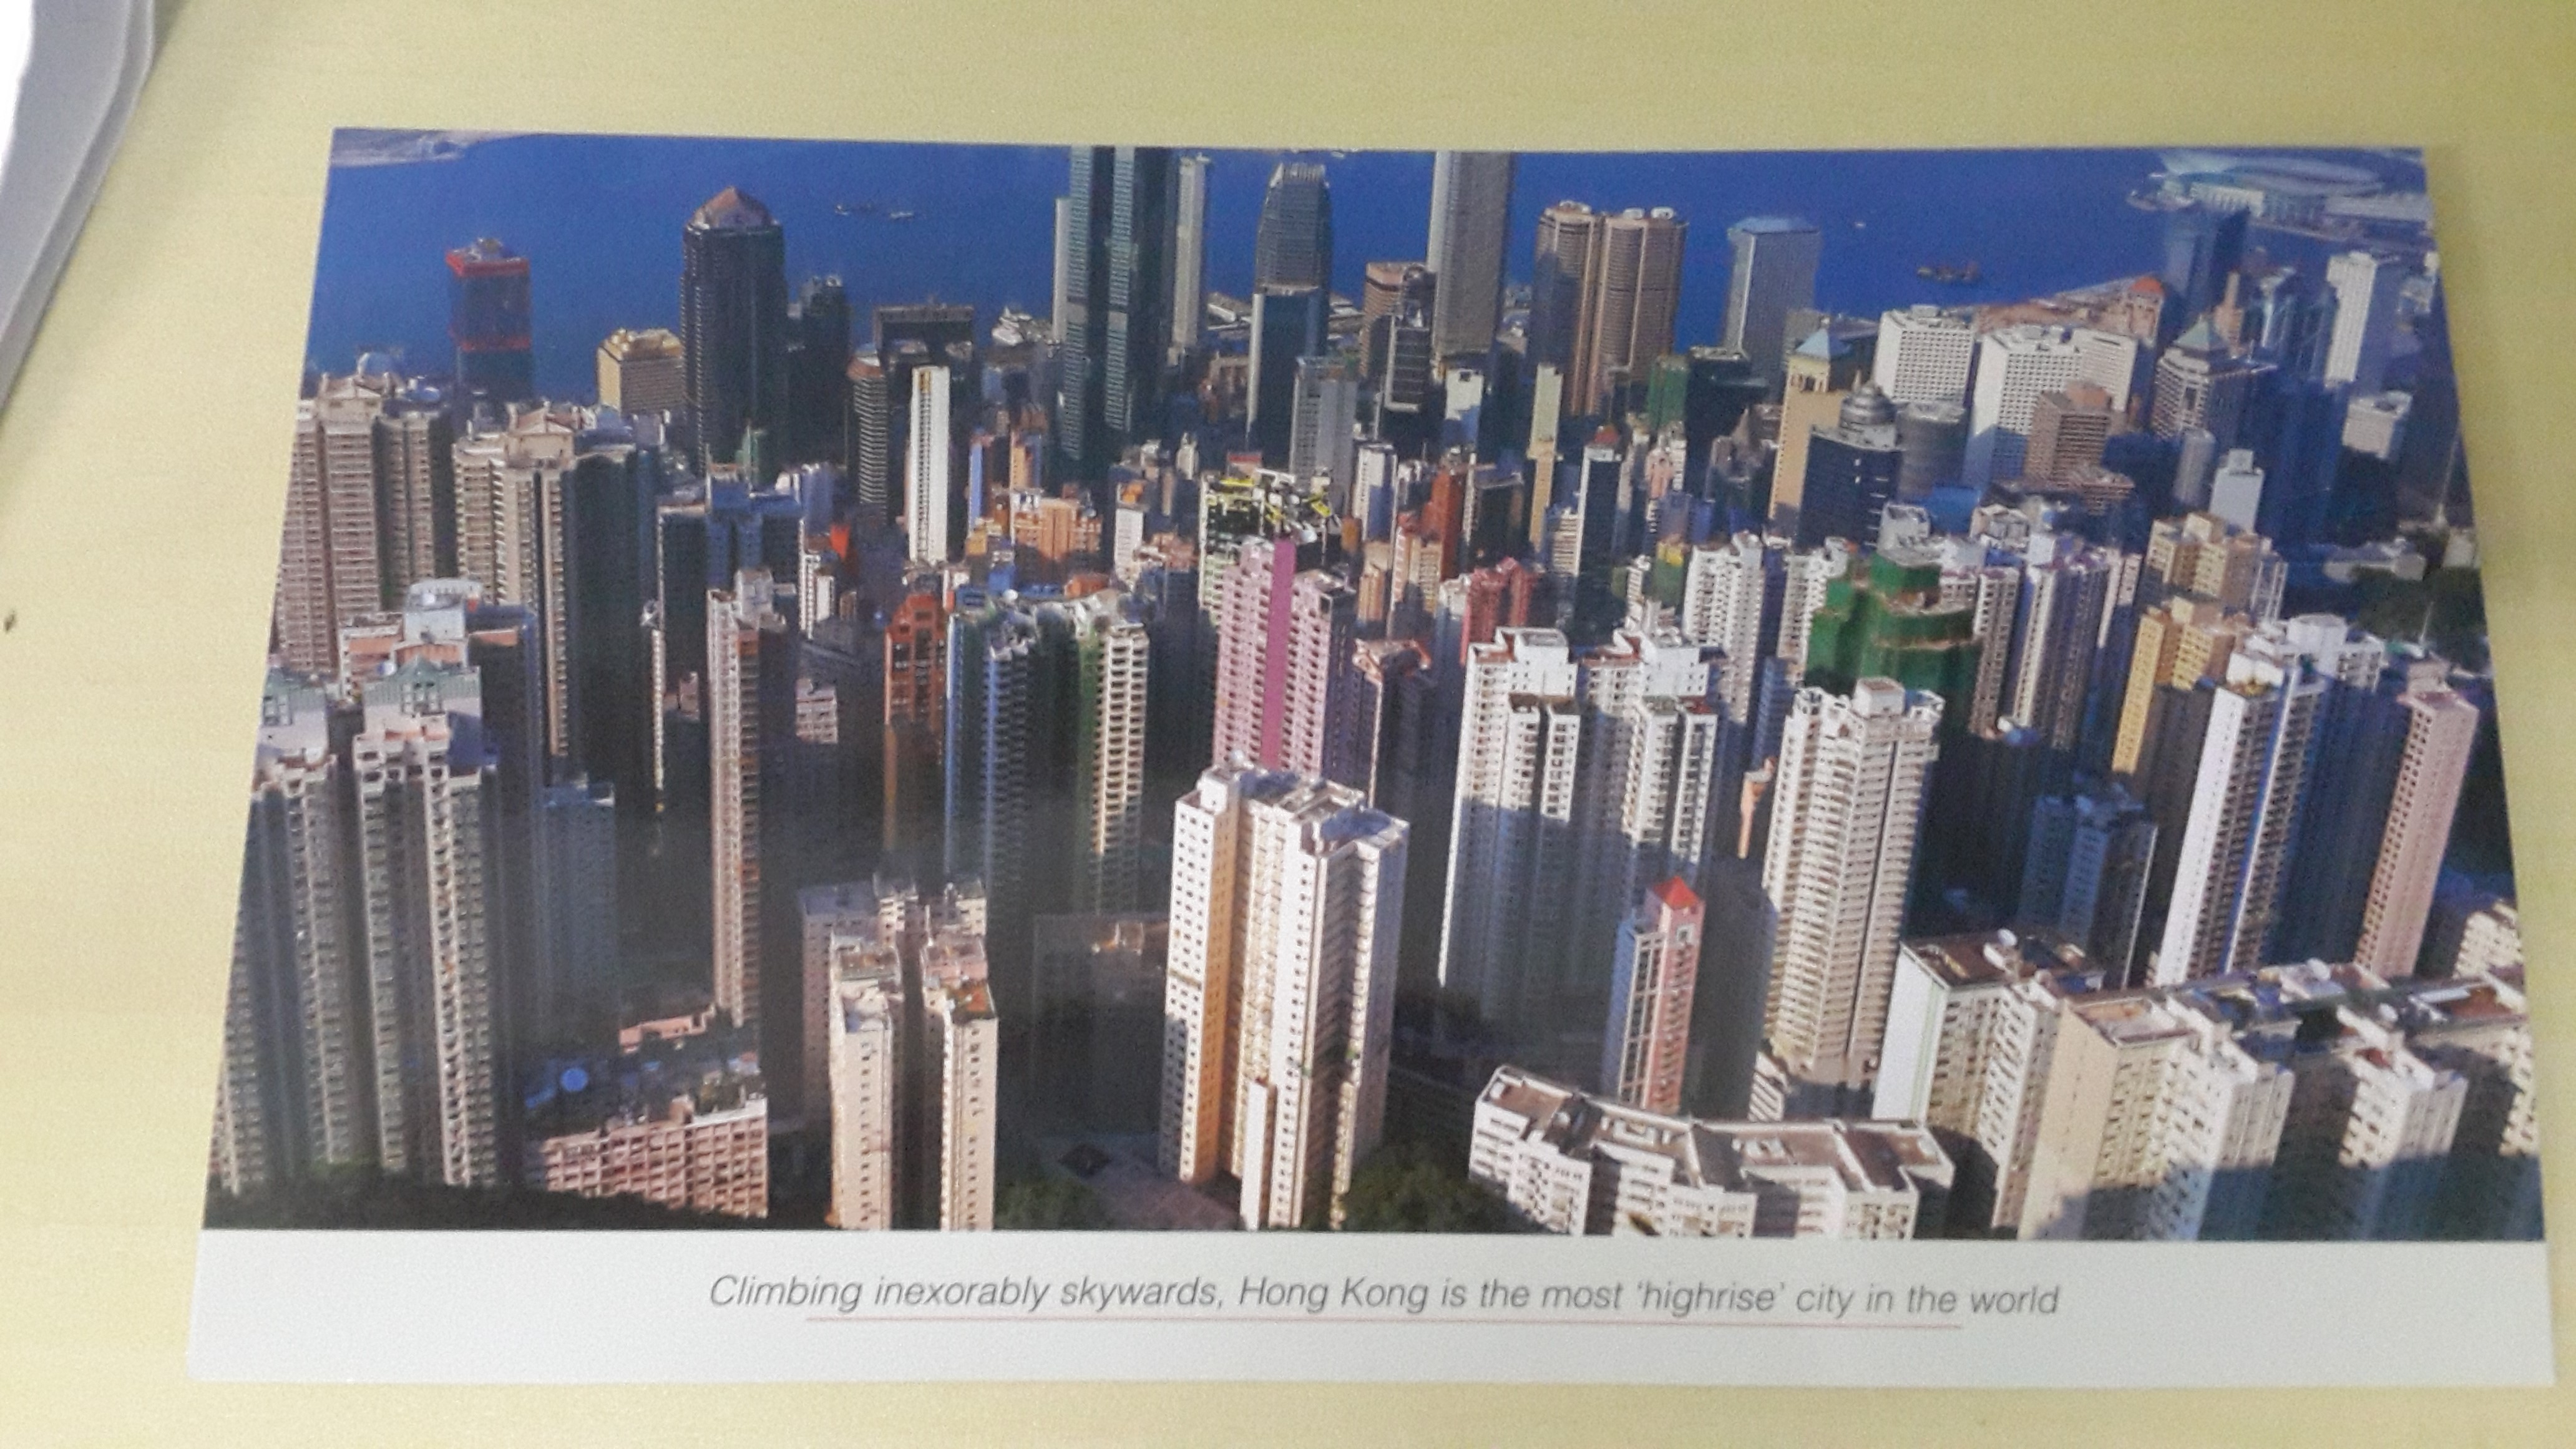 Climbing inexorably skywards, Hong Kong is the most 'highrise' city in the world